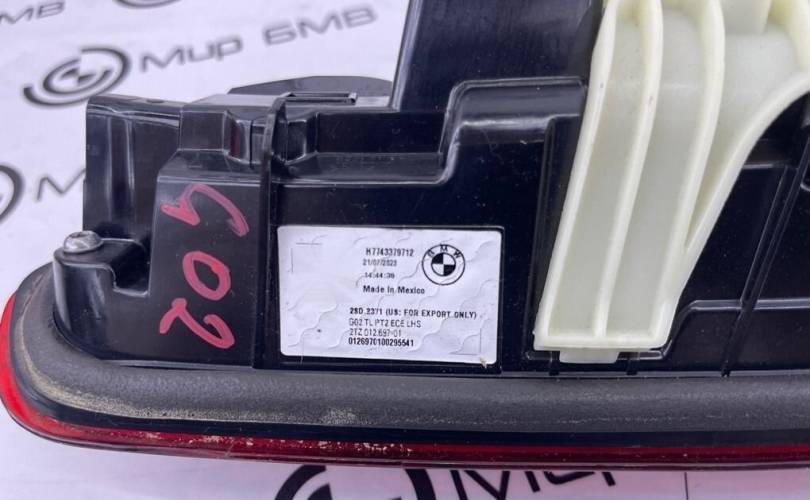 Мир БМВ
H7743379712
BMW
21/07/2023
14:44:36
Made in Mexico
2SD.2371 (US: FOR EXPORT ONLY)
G02 TL PT2 ECE LHS
2TZ 012.697-01
0126970100295541
G02